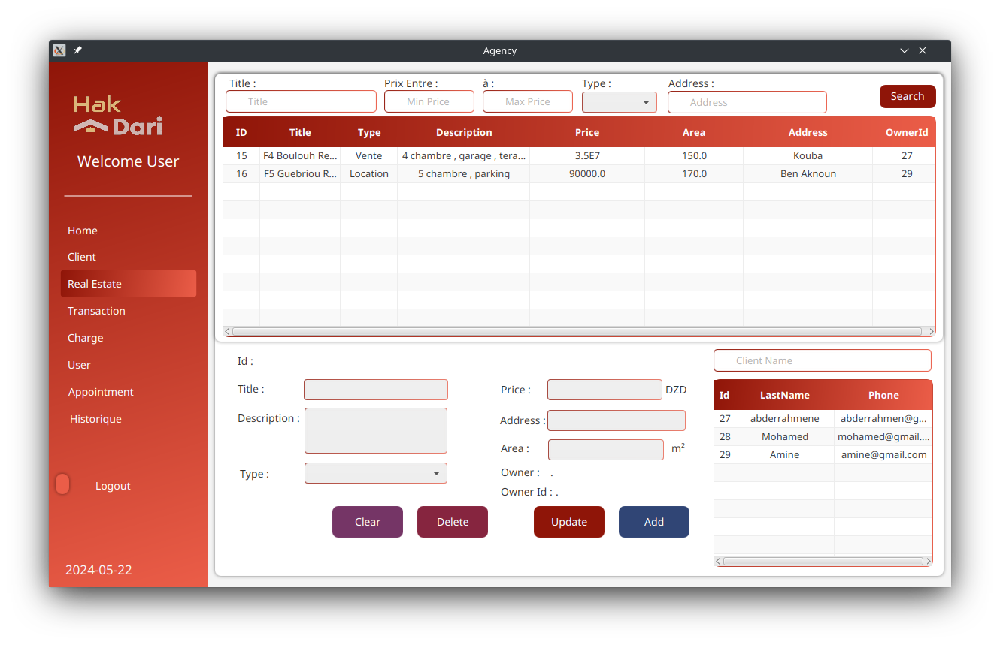 Agency
Hak
Dari
Welcome User
Home
Client
Real Estate
Transaction
Charge
User
Appointment
Historique
Logout
2024-05-22
Title : Prix Entre : à : Type : Address :
Title Min Price Max Price Address Search
ID Title Type Description Price Area Address OwnerId
15 F4 Boulouh Re... Vente 4 chambre , garage , tera... 3.5E7 150.0 Kouba 27
16 F5 Guebriou R... Location 5 chambre , parking 90000.0 170.0 Ben Aknoun 29
Id :
Title :
Description :
Type :
Price : DZD
Address :
Area : m²
Owner : .
Owner Id : .
Clear Delete Update Add
Client Name
Id LastName Phone
27 abderrahmene abderrahmen@g...
28 Mohamed mohamed@gmail....
29 Amine amine@gmail.com